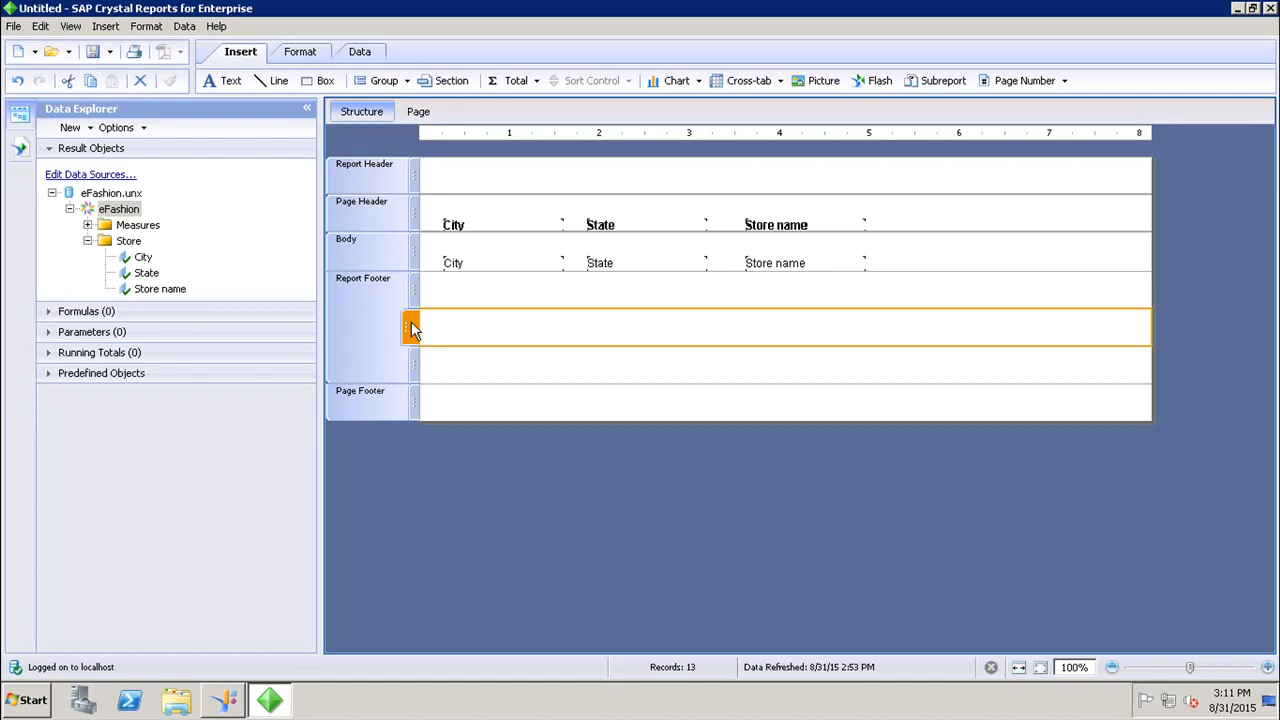 Untitled - SAP Crystal Reports for Enterprise
File Edit View Insert Format Data Help
Insert Format Data
Text Line Box Group Section Σ Total Sort Control Chart Cross-tab Picture Flash Subreport Page Number
Data Explorer
Structure Page
New Options
1 2 3 4 5 6 7 8
Result Objects
Report Header
Edit Data Sources...
eFashion.unx
Page Header
eFashion
Measures
City State Store name
Store
Body
City
City State Store name
State
Report Footer
Store name
Formulas (0)
Parameters (0)
Running Totals (0)
Predefined Objects
Page Footer
Logged on to localhost
Records: 13
Data Refreshed: 8/31/15 2:53 PM
100%
Start
3:11 PM
8/31/2015